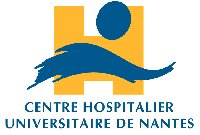 CENTRE HOSPITALIER
UNIVERSITAIRE DE NANTES